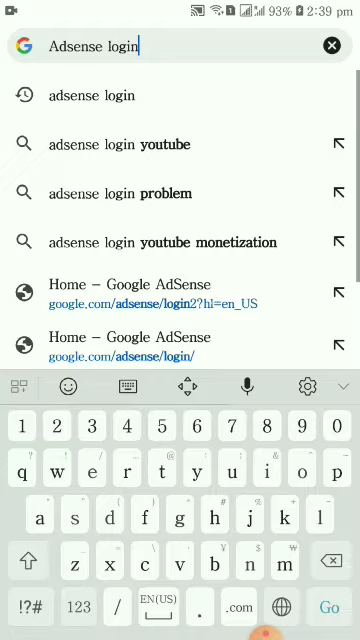 93% 2:39 pm
Adsense login
adsense login
adsense login youtube
adsense login problem
adsense login youtube monetization
Home – Google AdSense
google.com/adsense/login2?hl=en_US
Home – Google AdSense
google.com/adsense/login/
1 2 3 4 5 6 7 8 9 0
q w e r t y u i o p
a s d f g h j k l
z x c v b n m
!?# 123 / EN(US) . .com Go